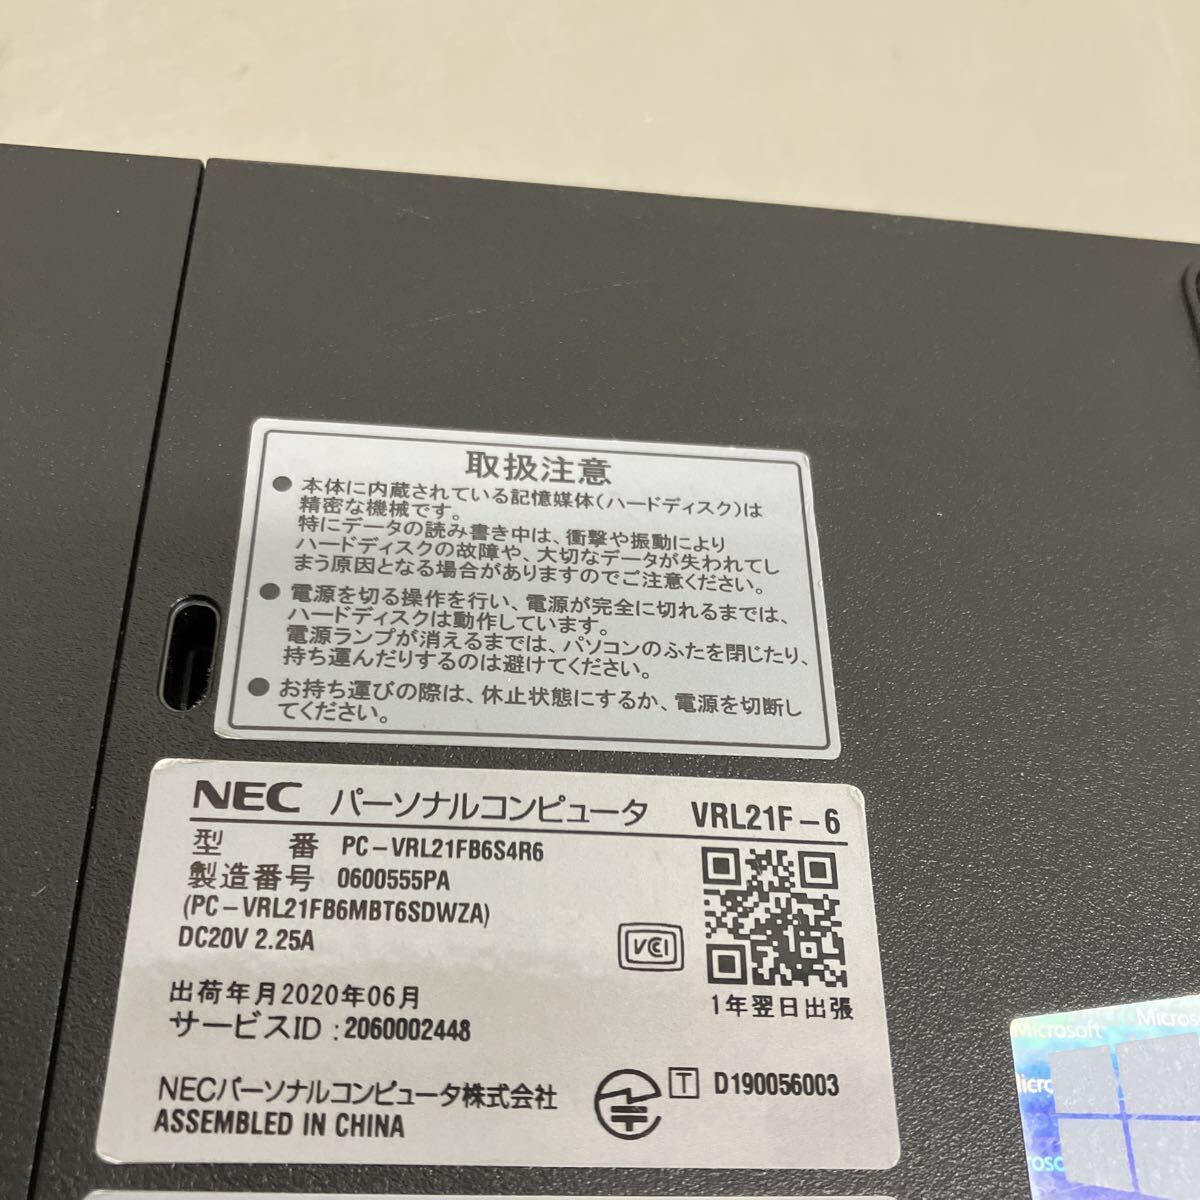 取扱注意
● 本体に内蔵されている記憶媒体(ハードディスク)は
精密な機械です。
特にデータの読み書き中は、衝撃や振動により
ハードディスクの故障や、大切なデータが失われてし
まう原因となる場合がありますのでご注意ください。
● 電源を切る操作を行い、電源が完全に切れるまでは、
ハードディスクは動作しています。
電源ランプが消えるまでは、パソコンのふたを閉じたり、
持ち運んだりするのは避けてください。
● お持ち運びの際は、休止状態にするか、電源を切断し
てください。
NEC パーソナルコンピュータ VRL21F-6
型 番 PC-VRL21FB6S4R6
製造番号 0600555PA
(PC-VRL21FB6MBT6SDWZA)
DC20V 2.25A
VCI
1年翌日出張
出荷年月2020年06月
サービスID:2060002448
NECパーソナルコンピュータ株式会社
ASSEMBLED IN CHINA
T D190056003
Microsoft Microso